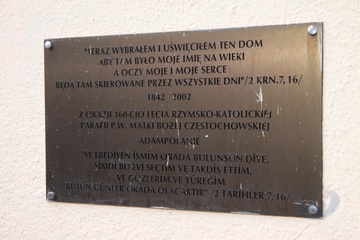 "TERAZ WYBRAŁEM I UŚWIĘCIŁEM TEN DOM
ABY TAM BYŁO MOJE IMIĘ NA WIEKI
A OCZY MOJE I MOJE SERCE
BĘDĄ TAM SKIEROWANE PRZEZ WSZYSTKIE DNI"/2 KRN.7,16/
1842 - 2002
Z OKAZJI 160-CIO LECIA RZYMSKO-KATOLICKIEJ
PARAFII P.W. MATKI BOŻEJ CZĘSTOCHOWSKIEJ
ADAMPOLANIE
"VE EBEDIYEN İSMİM ORADA BULUNSUN DİYE,
ŞİMDİ BU EVİ SEÇTİM VE TAKDİS ETTİM,
VE GÖZLERİM VE YÜREĞİM
BÜTÜN GÜNLER ORADA OLACAKTIR" /2 TARİHLER 7,16/